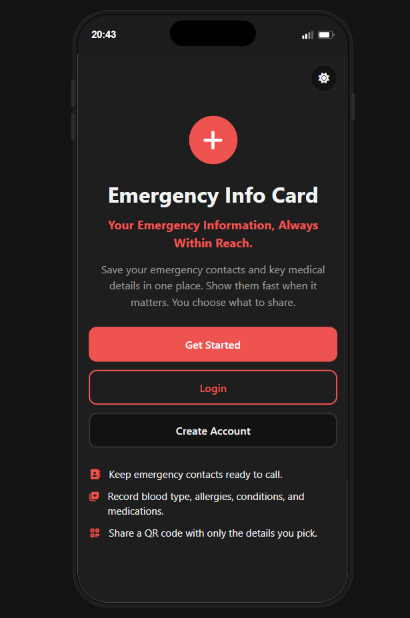 20:43
Emergency Info Card
Your Emergency Information, Always
Within Reach.
Save your emergency contacts and key medical
details in one place. Show them fast when it
matters. You choose what to share.
Get Started
Login
Create Account
Keep emergency contacts ready to call.
Record blood type, allergies, conditions, and
medications.
Share a QR code with only the details you pick.